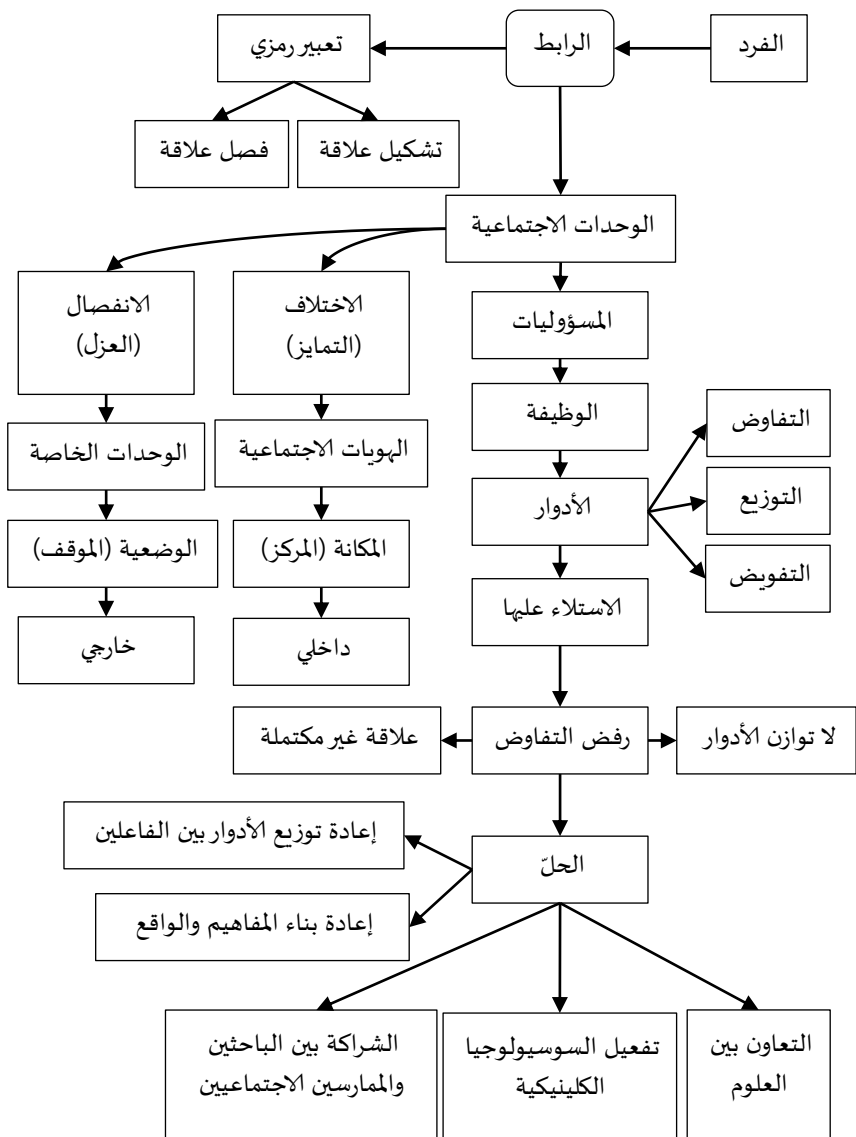 الفرد
الرابط
تعبير رمزي
تشكيل علاقة
فصل علاقة
الوحدات الاجتماعية
المسؤوليات
الاختلاف
(التمايز)
الانفصال
(العزل)
الوظيفة
التفاوض
الهويات الاجتماعية
الوحدات الخاصة
الأدوار
التوزيع
المكانة (المركز)
الوضعية (الموقف)
التفويض
الاستلاء عليها
داخلي
خارجي
لا توازن الأدوار
رفض التفاوض
علاقة غير مكتملة
إعادة توزيع الأدوار بين الفاعلين
الحلّ
إعادة بناء المفاهيم والواقع
التعاون بين
العلوم
تفعيل السوسيولوجيا
الكلينيكية
الشراكة بين الباحثين
والممارسين الاجتماعيين